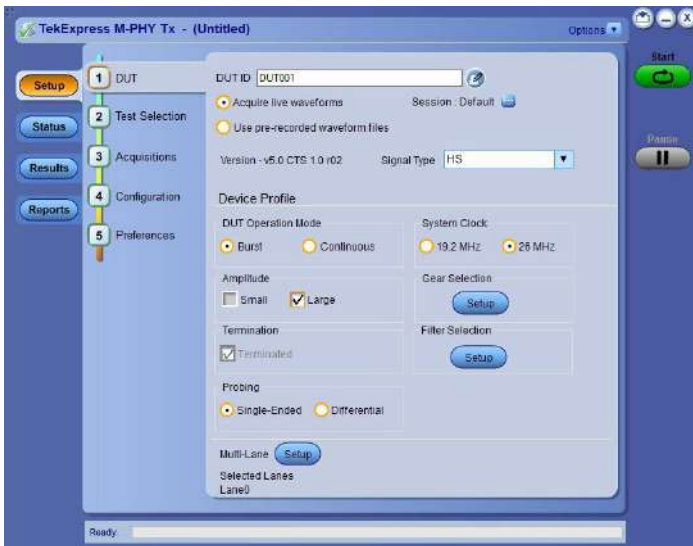 TekExpress M-PHY Tx - (Untitled)
Options
Start
Pause
Setup
Status
Results
Reports
1 DUT
2 Test Selection
3 Acquisitions
4 Configuration
5 Preferences
DUT ID DUT001
Acquire live waveforms Session : Default
Use pre-recorded waveform files
Version - v5.0 CTS 1.0 r02 Signal Type HS
Device Profile
DUT Operation Mode System Clock
Burst Continuous 19.2 MHz 26 MHz
Amplitude Gear Selection
Small Large Setup
Termination Filter Selection
Terminated Setup
Probing
Single-Ended Differential
Multi-Lane Setup
Selected Lanes
Lane0
Ready